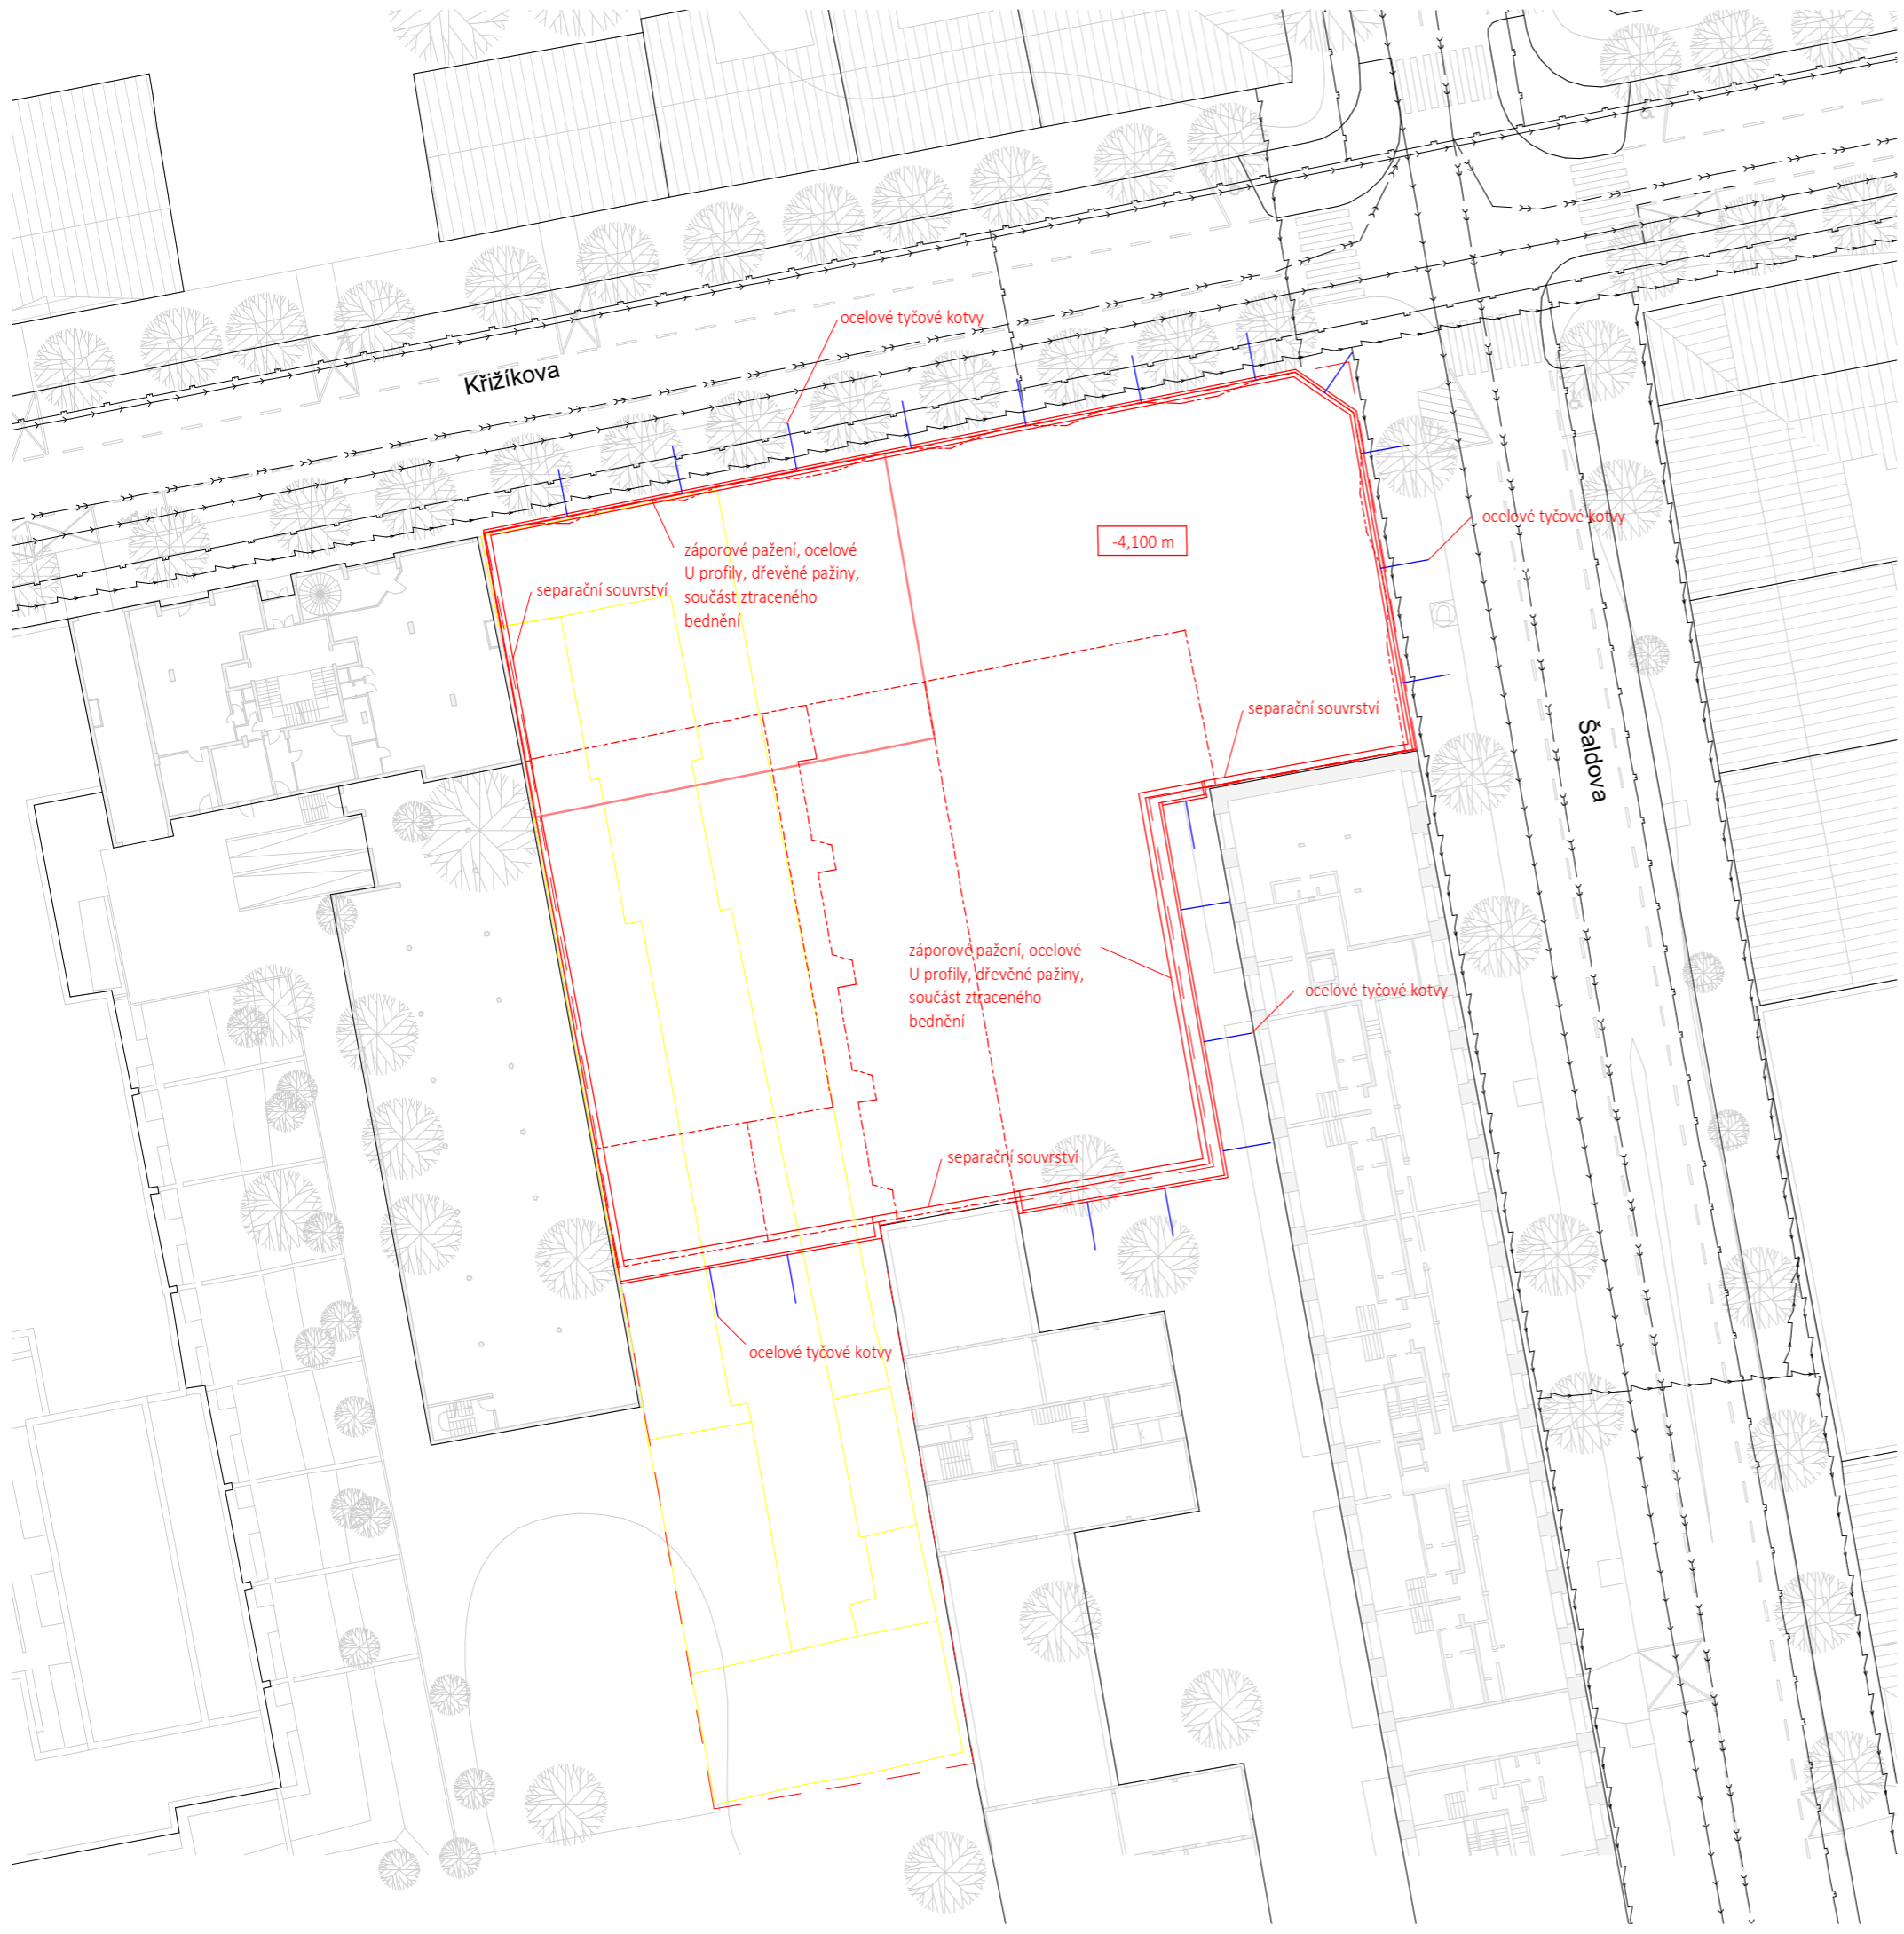 ocelové tyčové kotvy
Křižíkova
ocelové tyčové kotvy
-4,100 m
záporové pažení, ocelové
U profily, dřevěné pažiny,
součást ztraceného
bednění
separační souvrství
separační souvrství
Šaldova
záporové pažení, ocelové
U profily, dřevěné pažiny,
součást ztraceného
bednění
ocelové tyčové kotvy
separační souvrství
ocelové tyčové kotvy